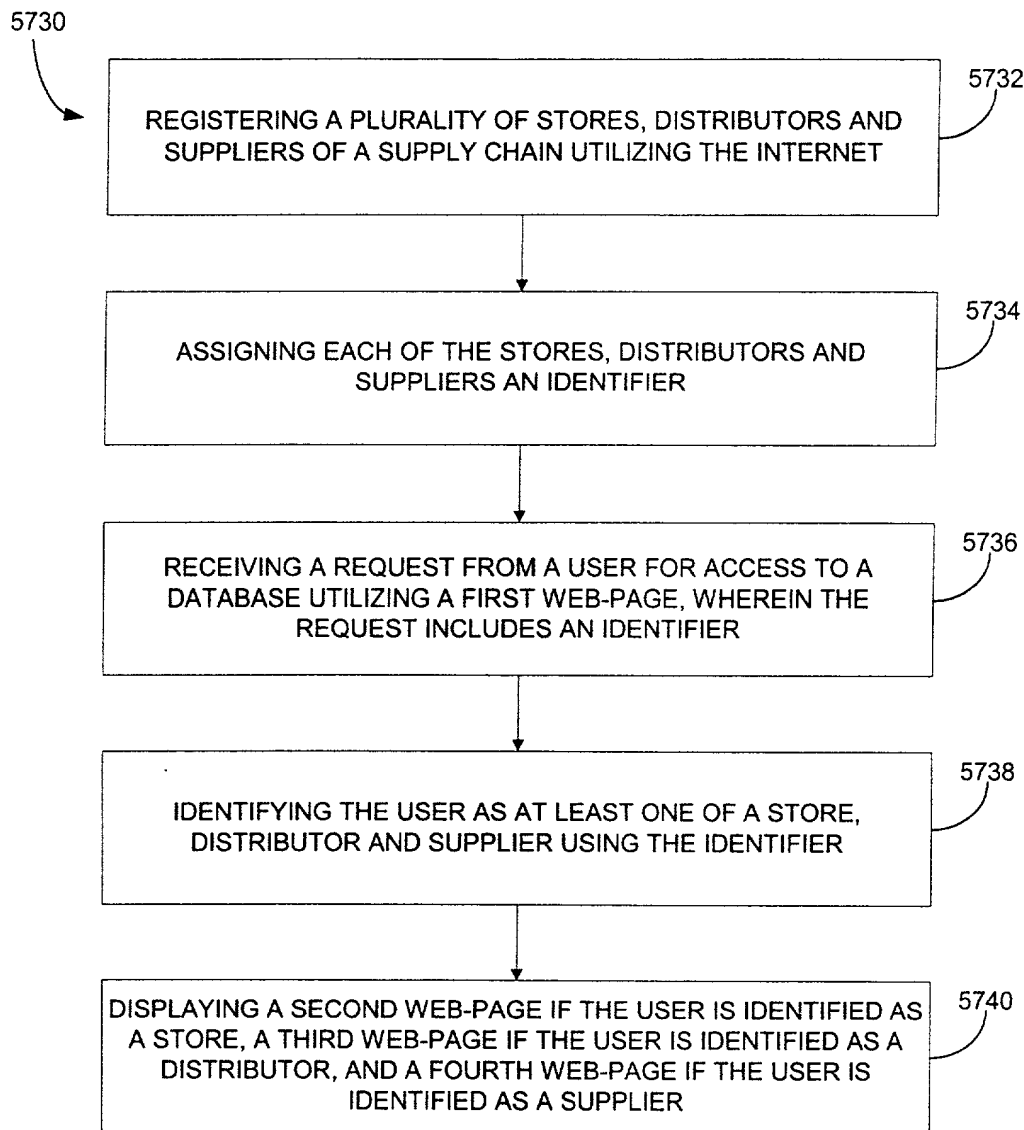 5730
5732
REGISTERING A PLURALITY OF STORES, DISTRIBUTORS AND
SUPPLIERS OF A SUPPLY CHAIN UTILIZING THE INTERNET
5734
ASSIGNING EACH OF THE STORES, DISTRIBUTORS AND
SUPPLIERS AN IDENTIFIER
5736
RECEIVING A REQUEST FROM A USER FOR ACCESS TO A
DATABASE UTILIZING A FIRST WEB-PAGE, WHEREIN THE
REQUEST INCLUDES AN IDENTIFIER
5738
IDENTIFYING THE USER AS AT LEAST ONE OF A STORE,
DISTRIBUTOR AND SUPPLIER USING THE IDENTIFIER
5740
DISPLAYING A SECOND WEB-PAGE IF THE USER IS IDENTIFIED AS
A STORE, A THIRD WEB-PAGE IF THE USER IS IDENTIFIED AS A
DISTRIBUTOR, AND A FOURTH WEB-PAGE IF THE USER IS
IDENTIFIED AS A SUPPLIER